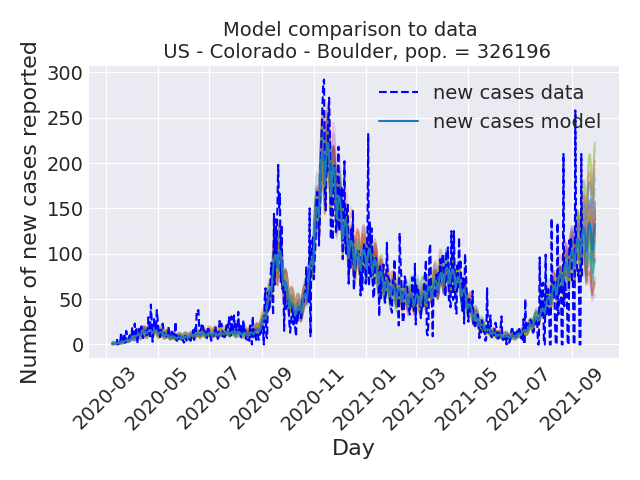 Model comparison to data
US - Colorado - Boulder, pop. = 326196
Number of new cases reported
300
250
200
150
100
50
0
new cases data
new cases model
2020-03
2020-05
2020-07
2020-09
2020-11
2021-01
2021-03
2021-05
2021-07
2021-09
Day